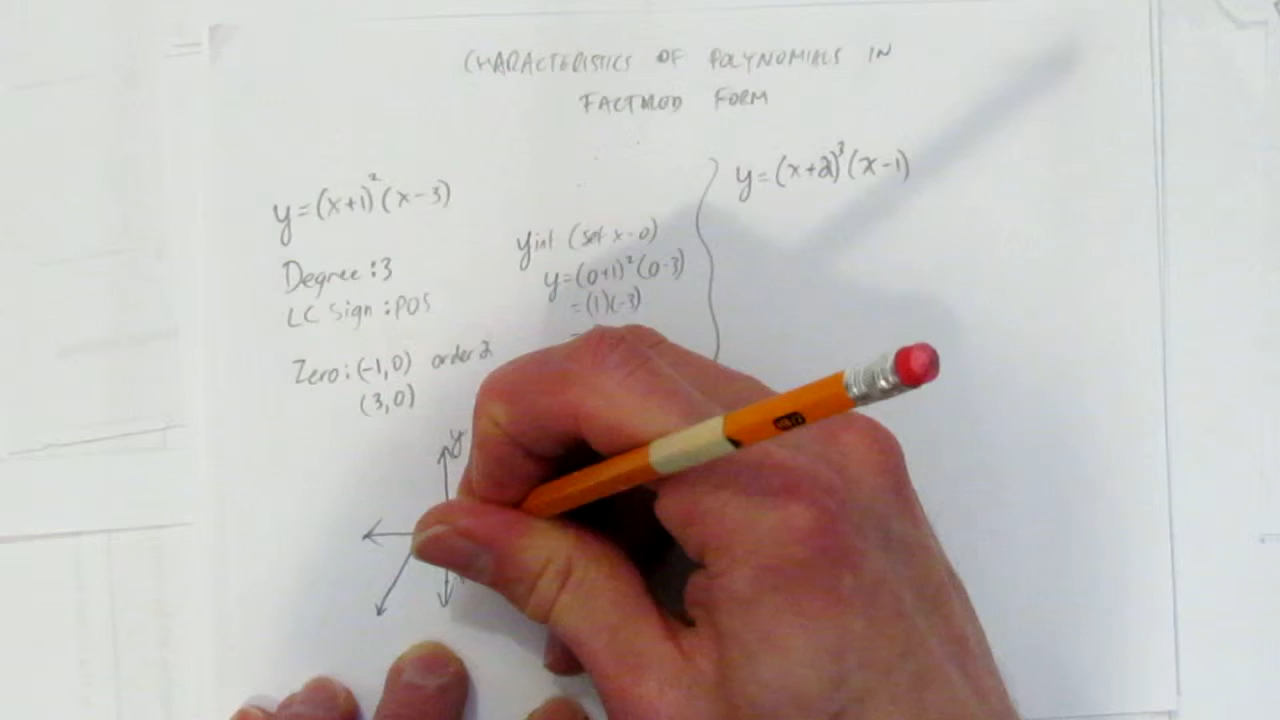 CHARACTERISTICS OF POLYNOMIALS IN
FACTORED FORM
y=(x+1)²(x-3)
Degree:3
LC Sign:POS
Zero:(-1,0) order 2
(3,0)
y int (set x=0)
y=(0+1)²(0-3)
=(1)(-3)
=
y
y=(x+2)³(x-1)